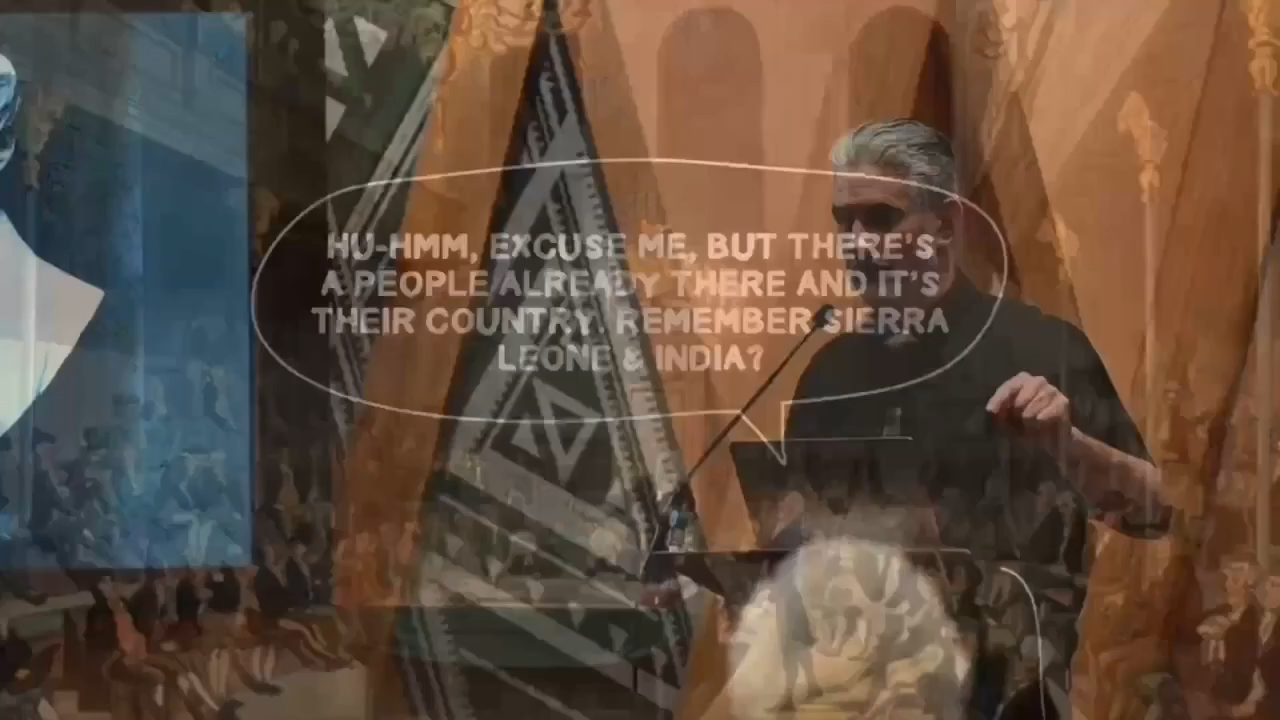 HU-HMM, EXCUSE ME, BUT THERE'S
A PEOPLE ALREADY THERE AND IT'S
THEIR COUNTRY. REMEMBER SIERRA
LEONE & INDIA?